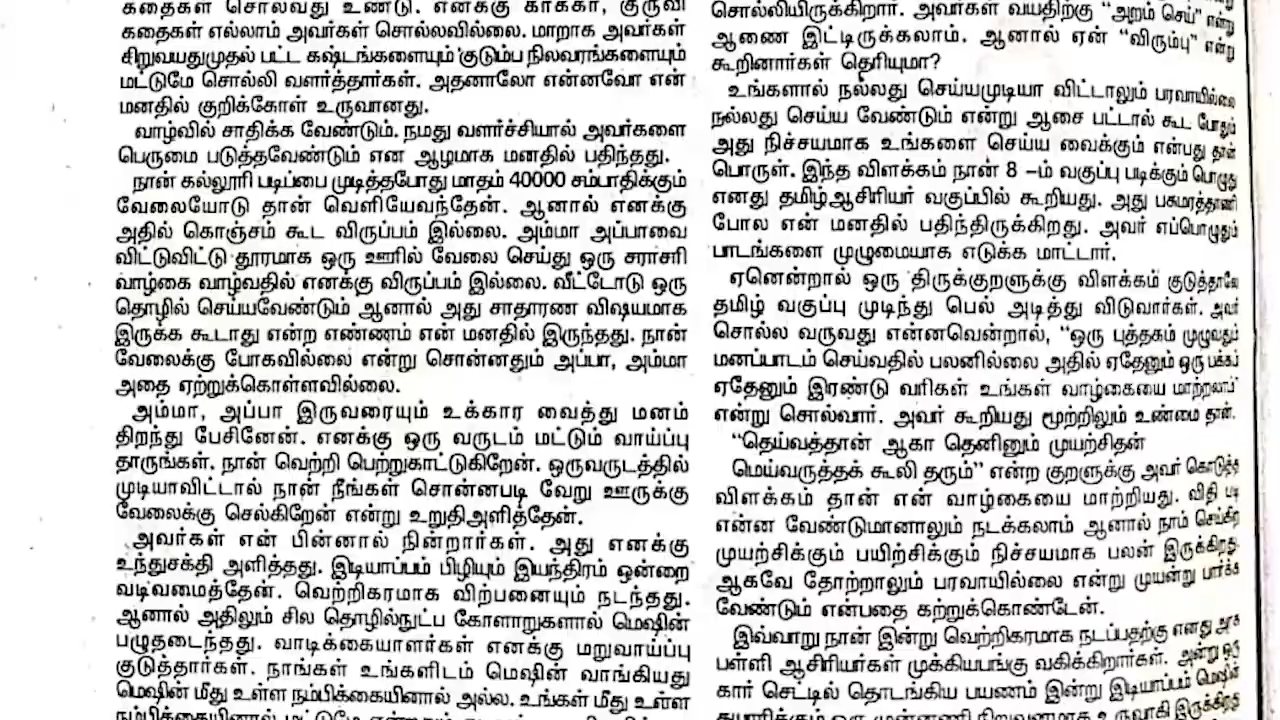 கதைகள் சொல்வது உண்டு. எனக்கு காக்கா, குருவி
கதைகள் எல்லாம் அவர்கள் சொல்லவில்லை. மாறாக அவர்கள்
சிறுவயதுமுதல் பட்ட கஷ்டங்களையும் குடும்ப நிலவரங்களையும்
மட்டுமே சொல்லி வளர்த்தார்கள். அதனாலோ என்னவோ என்
மனதில் குறிக்கோள் உருவானது.
வாழ்வில் சாதிக்க வேண்டும். நமது வளர்ச்சியால் அவர்களை
பெருமை படுத்தவேண்டும் என ஆழமாக மனதில் பதிந்தது.
நான் கல்லூரி படிப்பை முடித்தபோது மாதம் 40000 சம்பாதிக்கும்
வேலையோடு தான் வெளியேவந்தேன். ஆனால் எனக்கு
அதில் கொஞ்சம் கூட விருப்பம் இல்லை. அம்மா அப்பாவை
விட்டுவிட்டு தூரமாக ஒரு ஊரில் வேலை செய்து ஒரு சராசரி
வாழ்கை வாழ்வதில் எனக்கு விருப்பம் இல்லை. வீட்டோடு ஒரு
தொழில் செய்யவேண்டும் ஆனால் அது சாதாரண விஷயமாக
இருக்க கூடாது என்ற எண்ணம் என் மனதில் இருந்தது. நான்
வேலைக்கு போகவில்லை என்று சொன்னதும் அப்பா, அம்மா
அதை ஏற்றுக்கொள்ளவில்லை.
அம்மா, அப்பா இருவரையும் உக்கார வைத்து மனம்
திறந்து பேசினேன். எனக்கு ஒரு வருடம் மட்டும் வாய்ப்பு
தாருங்கள். நான் வெற்றி பெற்றுகாட்டுகிறேன். ஒருவருடத்தில்
முடியாவிட்டால் நான் நீங்கள் சொன்னபடி வேறு ஊருக்கு
வேலைக்கு செல்கிறேன் என்று உறுதிஅளித்தேன்.
அவர்கள் என் பின்னால் நின்றார்கள். அது எனக்கு
உந்துசக்தி அளித்தது. இடியாப்பம் பிழியும் இயந்திரம் ஒன்றை
வடிவமைத்தேன். வெற்றிகரமாக விற்பனையும் நடந்தது.
ஆனால் அதிலும் சில தொழில்நுட்ப கோளாறுகளால் மெஷின்
பழுதடைந்தது. வாடிக்கையாளர்கள் எனக்கு மறுவாய்ப்பு
குடுத்தார்கள். நாங்கள் உங்களிடம் மெஷின் வாங்கியது
மெஷின் மீது உள்ள நம்பிக்கையினால் அல்ல. உங்கள் மீது உள்ள
நம்பிக்கையினால் மட்டுமே
சொல்லியிருக்கிறார். அவர்கள் வயதிற்கு “அறம் செய்” என்று
ஆணை இட்டிருக்கலாம். ஆனால் ஏன் “விரும்பு” என்று
கூறினார்கள் தெரியுமா?
உங்களால் நல்லது செய்யமுடியா விட்டாலும் பரவாயில்லை
நல்லது செய்ய வேண்டும் என்று ஆசை பட்டால் கூட போதும்
அது நிச்சயமாக உங்களை செய்ய வைக்கும் என்பது தான்
பொருள். இந்த விளக்கம் நான் 8 –ம் வகுப்பு படிக்கும் பொழுது
எனது தமிழ்ஆசிரியர் வகுப்பில் கூறியது. அது பசுமரத்தாணி
போல என் மனதில் பதிந்திருக்கிறது. அவர் எப்பொழுதும்
பாடங்களை முழுமையாக எடுக்க மாட்டார்.
ஏனென்றால் ஒரு திருக்குறளுக்கு விளக்கம் குடுத்தாலே
தமிழ் வகுப்பு முடிந்து பெல் அடித்து விடுவார்கள். அவர்
சொல்ல வருவது என்னவென்றால், “ஒரு புத்தகம் முழுவதும்
மனப்பாடம் செய்வதில் பலனில்லை அதில் ஏதேனும் ஒரு பக்கம்
ஏதேனும் இரண்டு வரிகள் உங்கள் வாழ்கையை மாற்றலாம்”
என்று சொல்வார். அவர் கூறியது மூற்றிலும் உண்மை தான்.
“தெய்வத்தான் ஆகா தெனினும் முயற்சிதன்
மெய்வருத்தக் கூலி தரும்” என்ற குறளுக்கு அவர் கொடுத்த
விளக்கம் தான் என் வாழ்கையை மாற்றியது. விதி படி
என்ன வேண்டுமானாலும் நடக்கலாம் ஆனால் நாம் செய்கிற
முயற்சிக்கும் பயிற்சிக்கும் நிச்சயமாக பலன் இருக்கிறது.
ஆகவே தோற்றாலும் பரவாயில்லை என்று முயன்று பார்க்க
வேண்டும் என்பதை கற்றுக்கொண்டேன்.
இவ்வாறு நான் இன்று வெற்றிகரமாக நடப்பதற்கு எனது அக
பள்ளி ஆசிரியர்கள் முக்கியபங்கு வகிக்கிறார்கள். அன்று ஒரு
கார் செட்டில் தொடங்கிய பயணம் இன்று இடியாப்பம் மெஷின்
தயாரிக்கும் ஒரு முன்னணி நிறுவனமாக உருவாகி இருக்கிறது